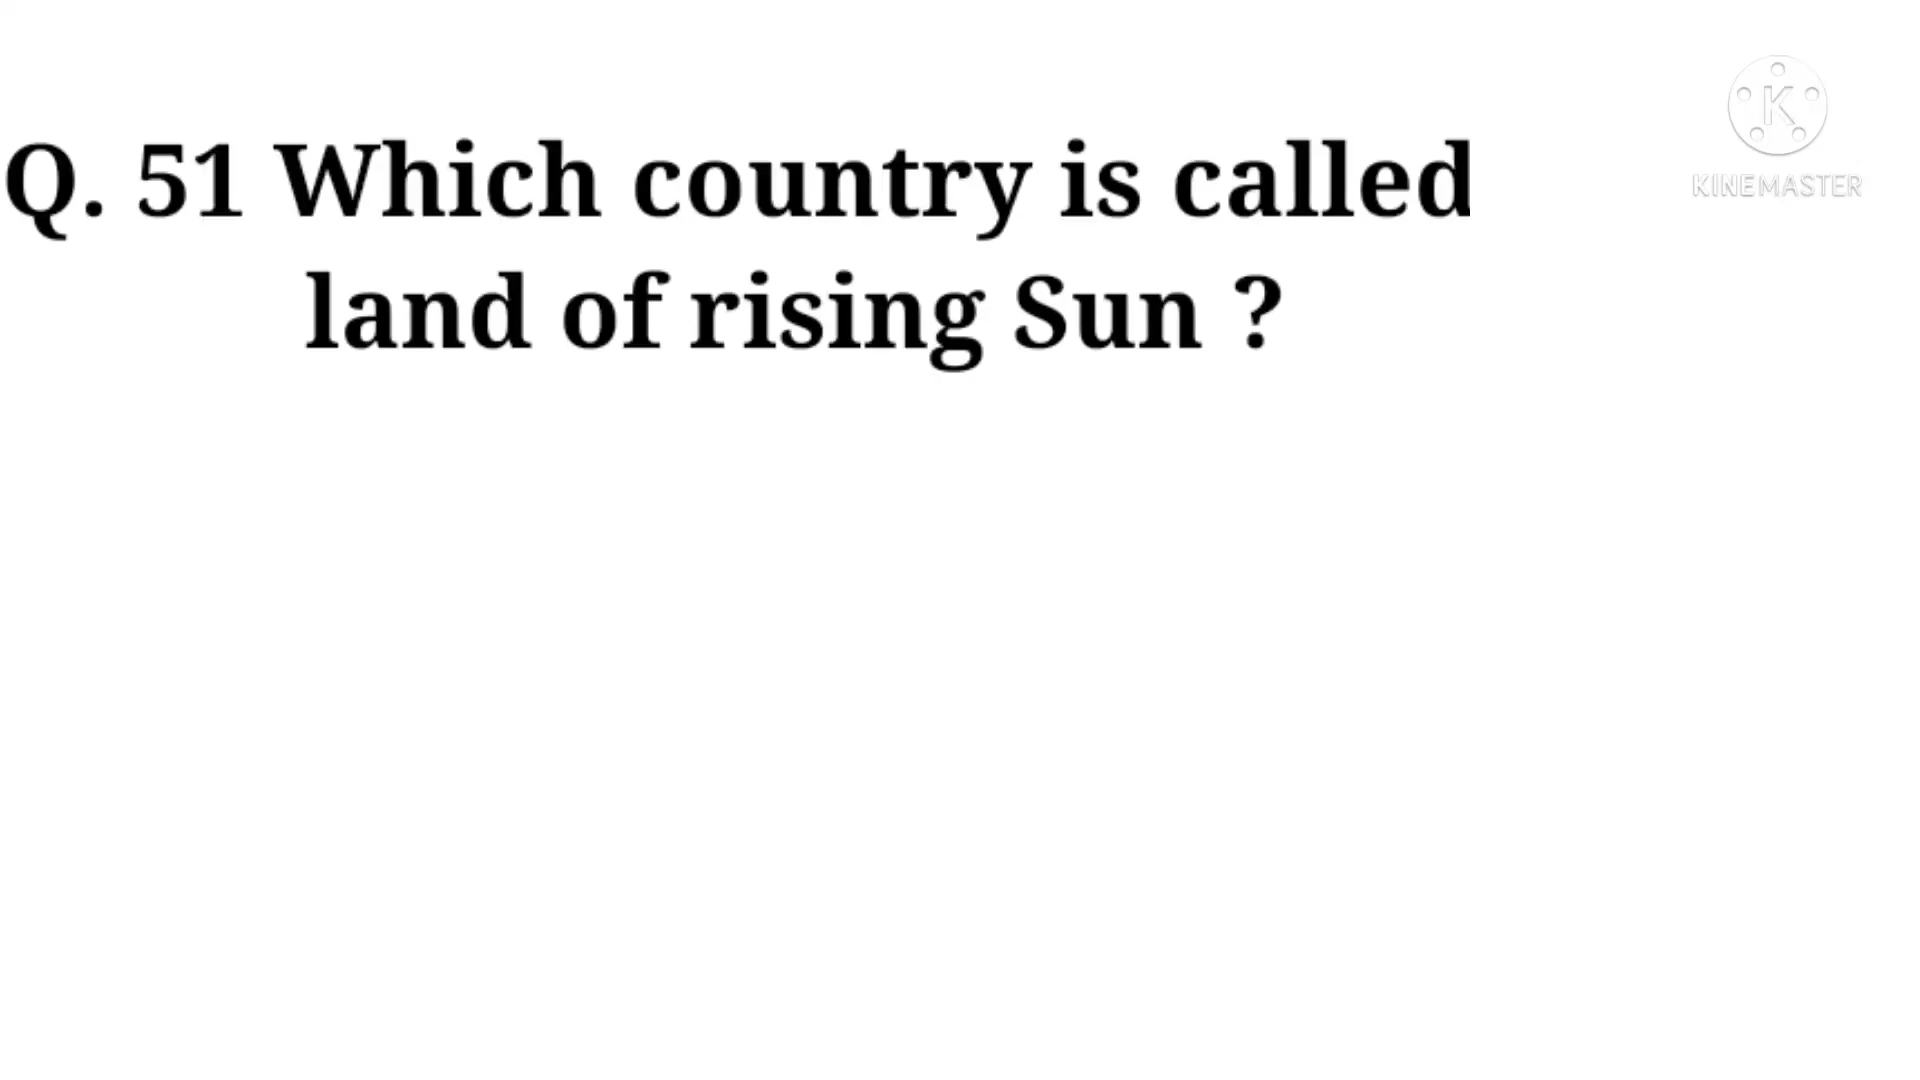 Q. 51 Which country is called
land of rising Sun ?
K
KINEMASTER